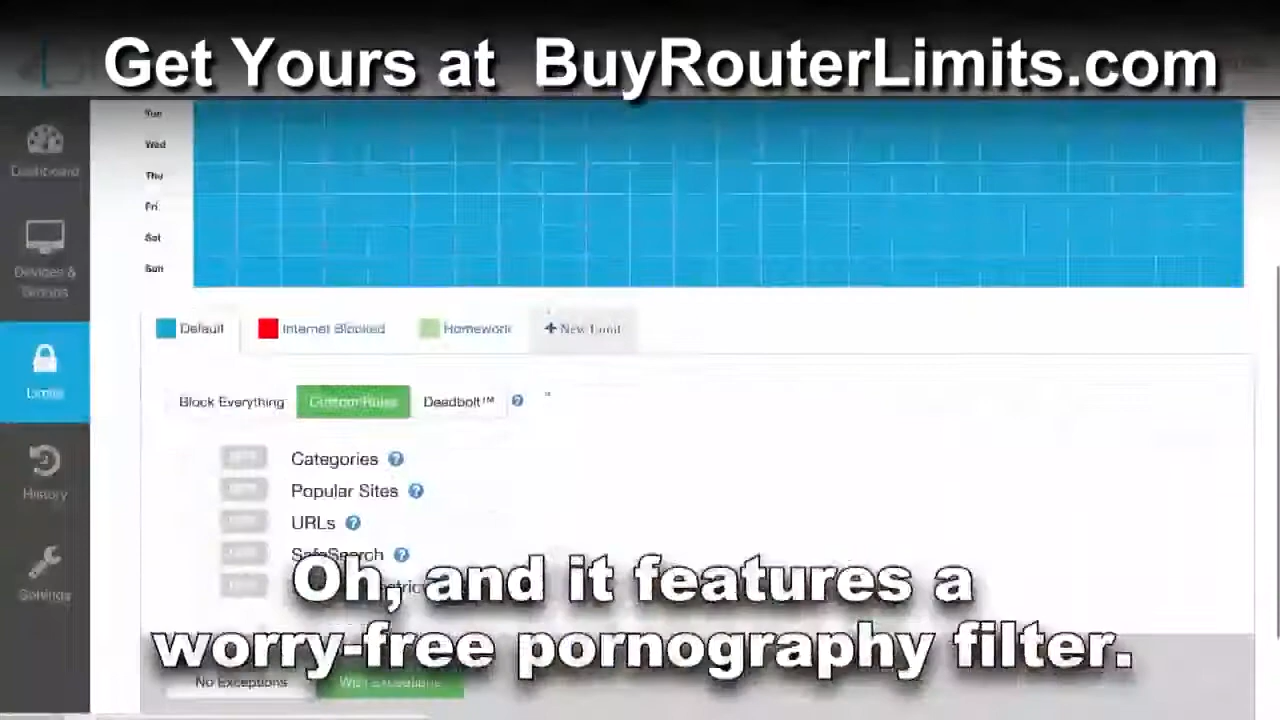 Get Yours at BuyRouterLimits.com
Tue
Wed
Thu
Fri
Sat
Sun
Dashboard
Devices &
Groups
Limits
History
Settings
Default
Internet Blocked
Homework
+ New Limit
Block Everything
Custom Rules
Deadbolt™ ?
Categories ?
Popular Sites ?
URLs ?
SafeSearch ?
Oh, and it features a
worry-free pornography filter.
No Exceptions
With Exceptions